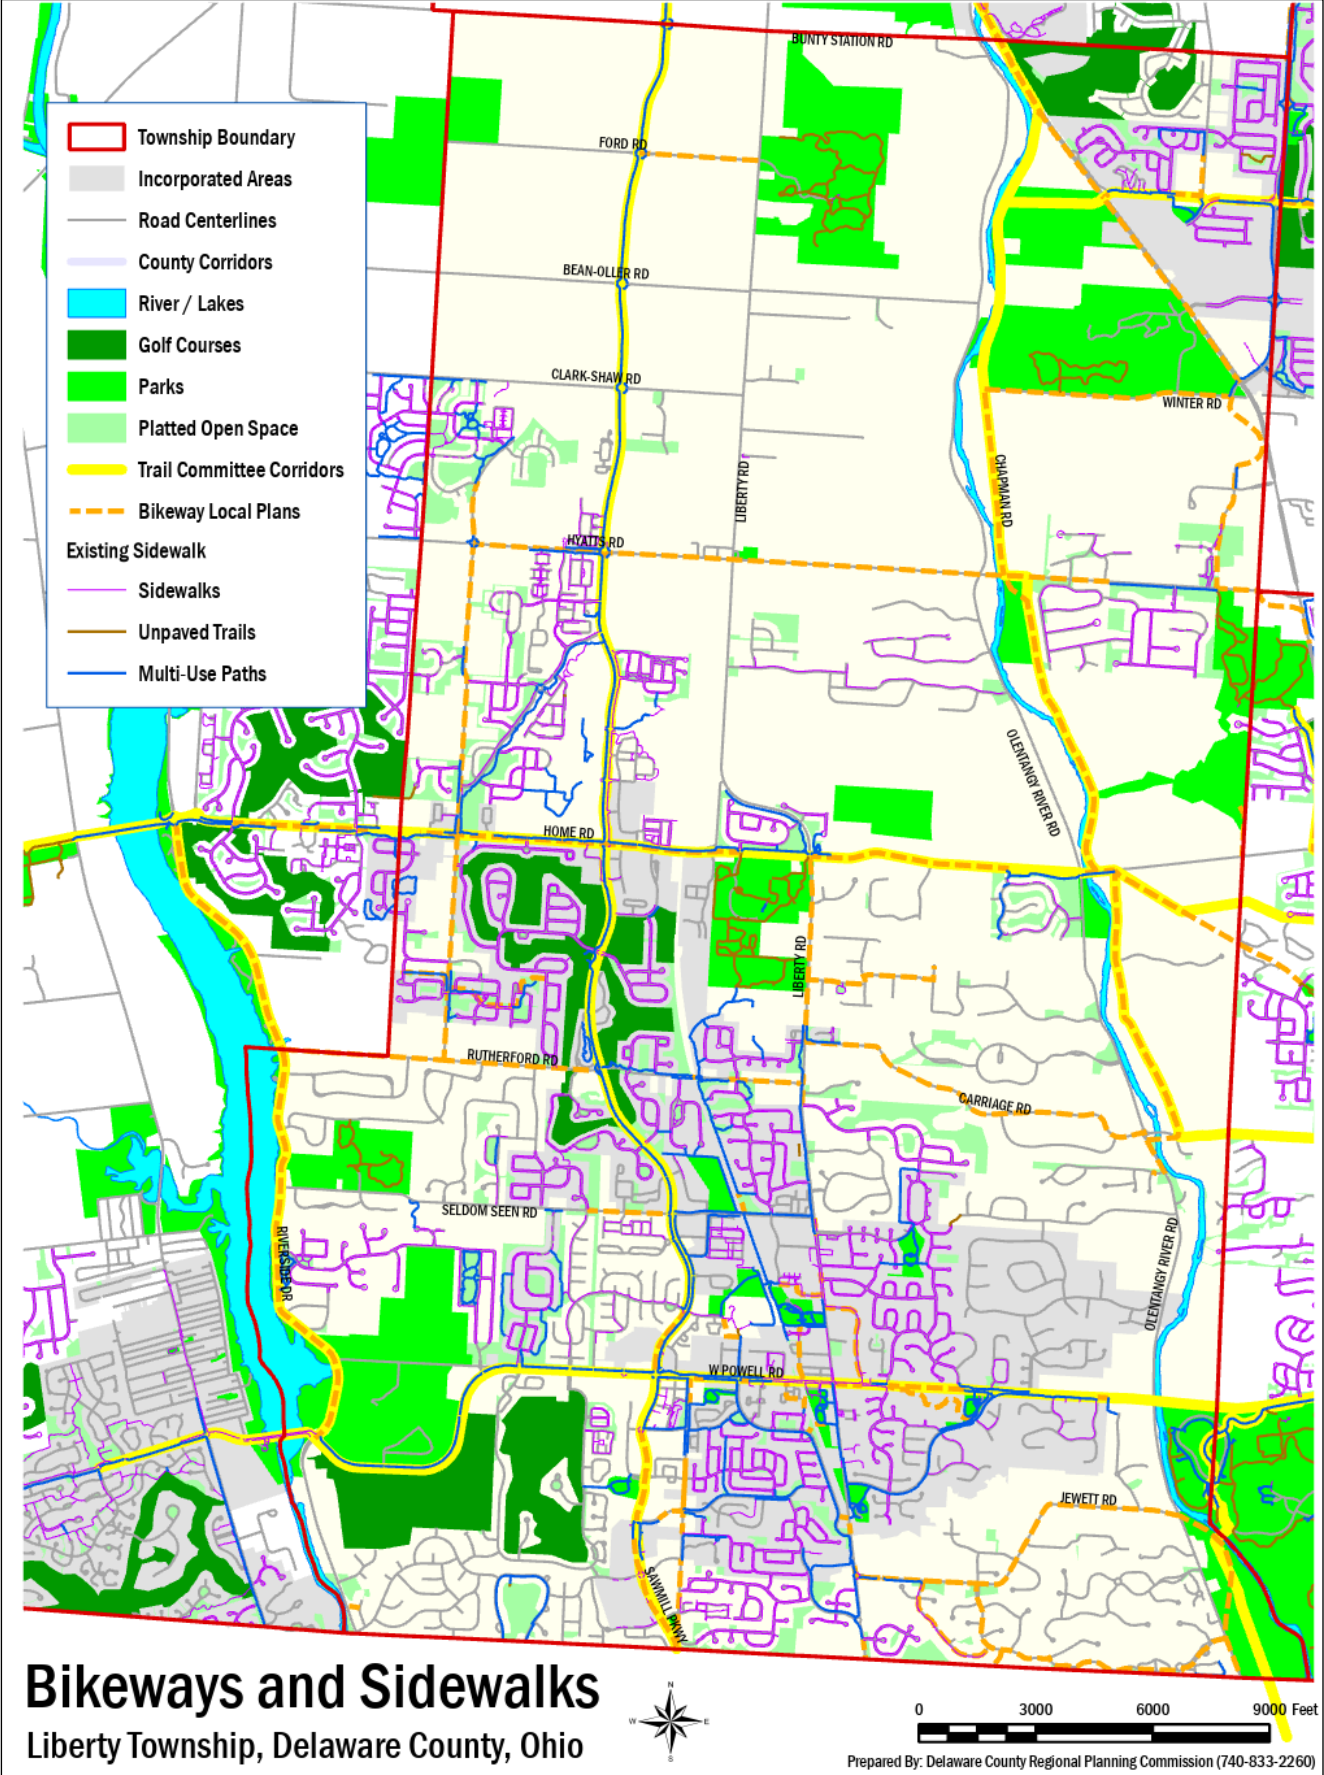 BUNTY STATION RD
Township Boundary
FORD RD
Incorporated Areas
Road Centerlines
County Corridors
BEAN-OLLER RD
River / Lakes
Golf Courses
CLARK-SHAW RD
Parks
WINTER RD
Platted Open Space
Trail Committee Corridors
LIBERTY RD
CHAPMAN RD
Bikeway Local Plans
HYATTS RD
Existing Sidewalk
Sidewalks
Unpaved Trails
Multi-Use Paths
OLENTANGY RIVER RD
HOME RD
LIBERTY RD
RUTHERFORD RD
CARRIAGE RD
SELDOM SEEN RD
RIVERSIDE DR
OLENTANGY RIVER RD
W POWELL RD
JEWETT RD
SAWMILL PKWY
Bikeways and Sidewalks
Liberty Township, Delaware County, Ohio
N
W E
S
0 3000 6000 9000 Feet
Prepared By: Delaware County Regional Planning Commission (740-833-2260)